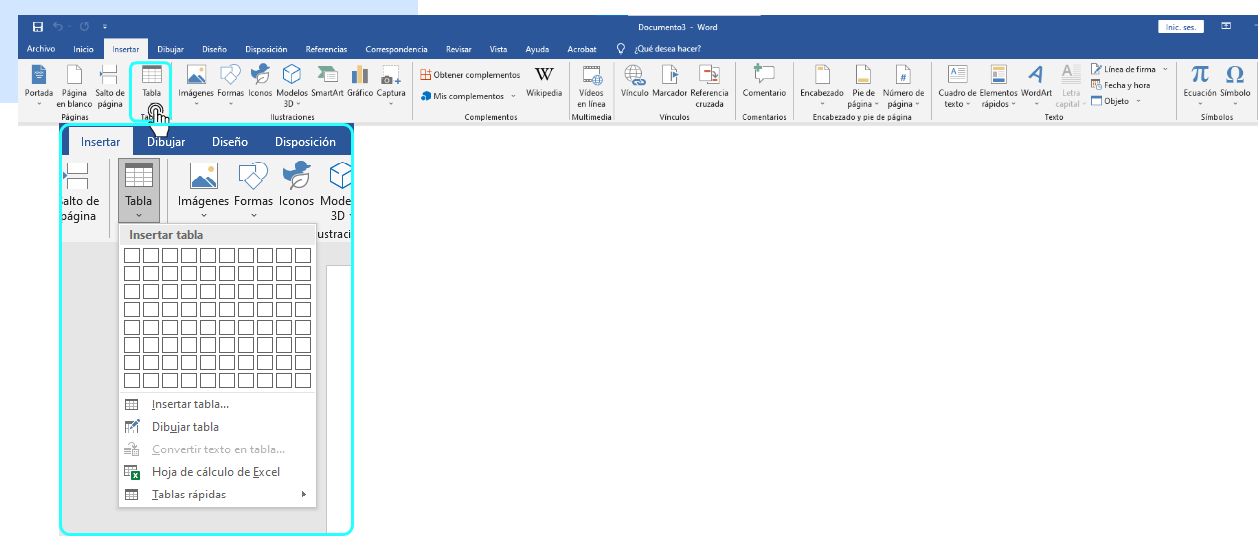 Documento3 - Word
Inic. ses.
Archivo Inicio Insertar Dibujar Diseño Disposición Referencias Correspondencia Revisar Vista Ayuda Acrobat ¿Qué desea hacer?
Portada Página en blanco Salto de página
Páginas
Tabla
Imágenes Formas Iconos Modelos 3D SmartArt Gráfico Captura
Ilustraciones
Obtener complementos
Mis complementos
Wikipedia
Complementos
Vídeos en línea
Multimedia
Vínculo Marcador Referencia cruzada
Vínculos
Comentario
Comentarios
Encabezado Pie de página Número de página
Encabezado y pie de página
Cuadro de texto Elementos rápidos WordArt Letra capital
Línea de firma
Fecha y hora
Objeto
Texto
Ecuación Símbolo
Símbolos
Insertar Dibujar Diseño Disposición
alto de página
Tabla
Imágenes Formas Iconos Mode
3D
ustraci
Insertar tabla
Insertar tabla...
Dibujar tabla
Convertir texto en tabla...
Hoja de cálculo de Excel
Tablas rápidas